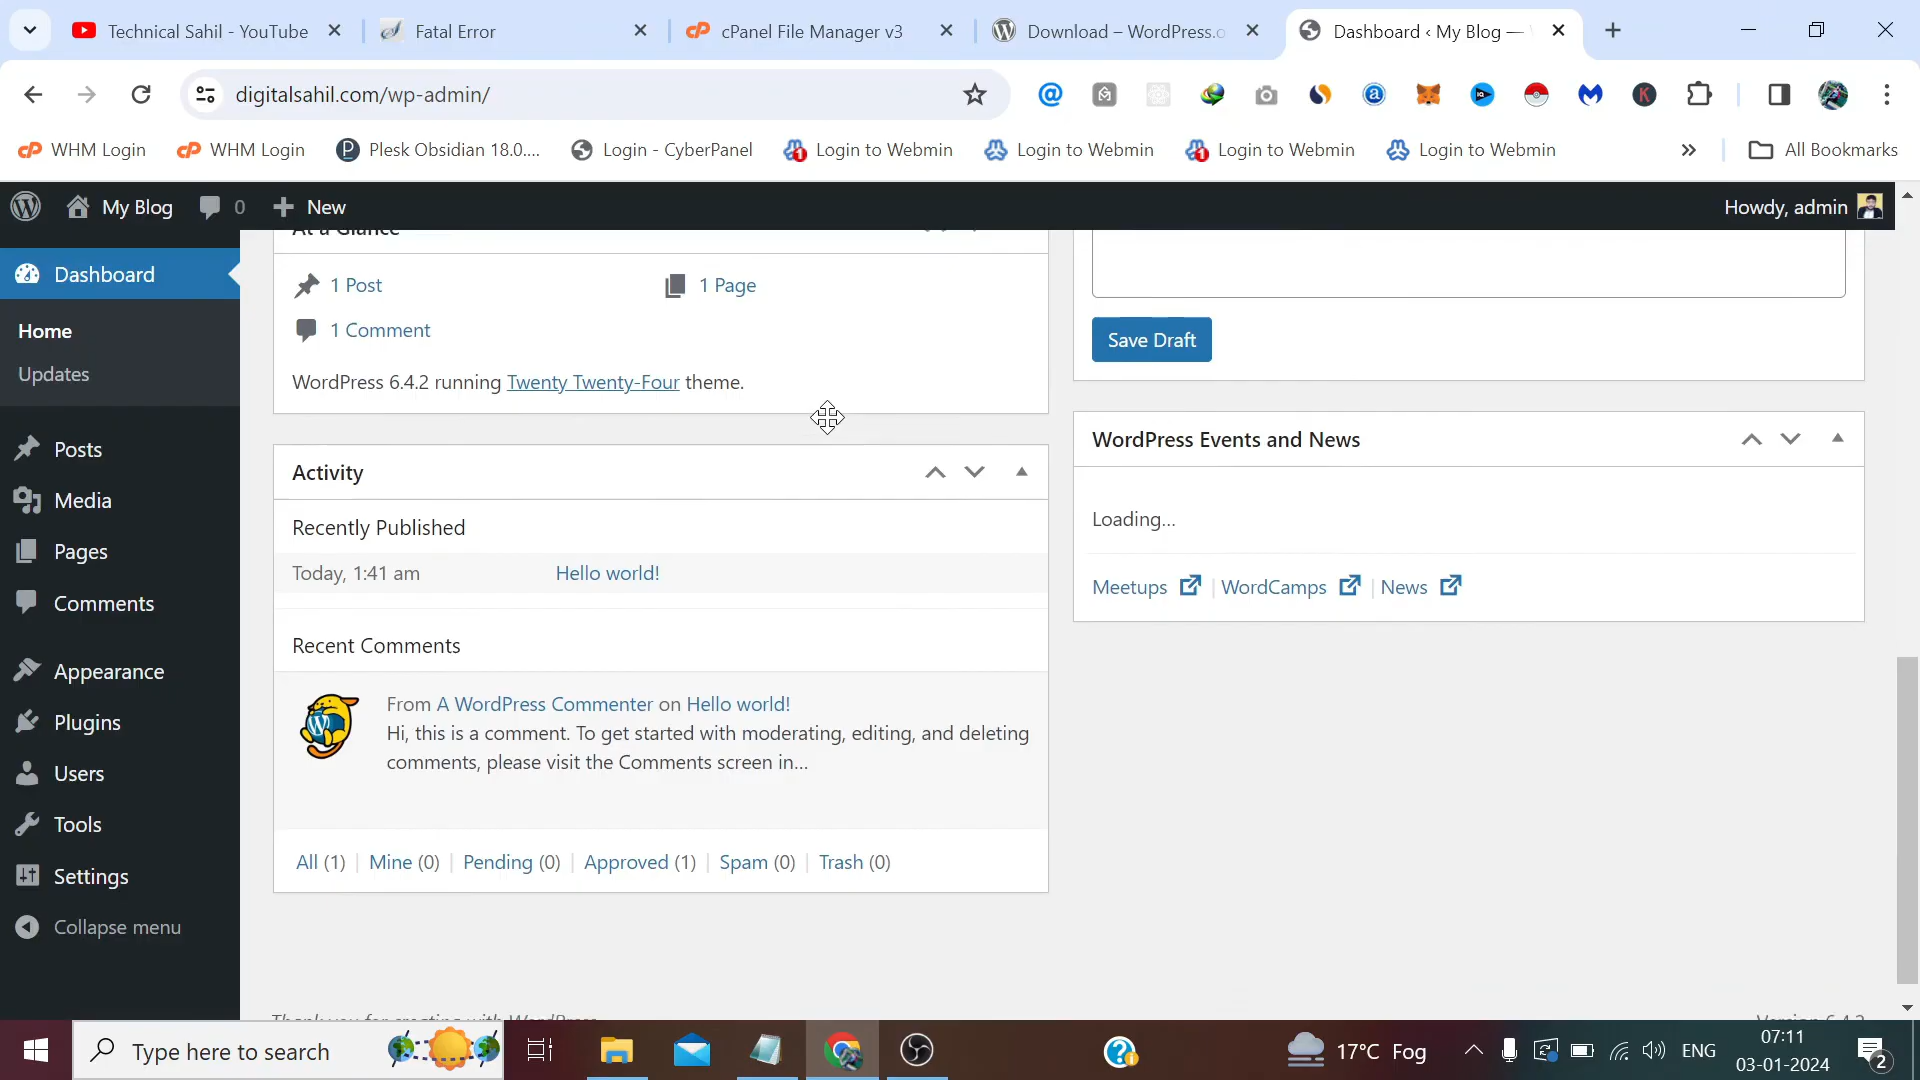 Technical Sahil - YouTube
Fatal Error
cPanel File Manager v3
Download – WordPress.o
Dashboard ‹ My Blog —
digitalsahil.com/wp-admin/
WHM Login
WHM Login
Plesk Obsidian 18.0....
Login - CyberPanel
Login to Webmin
Login to Webmin
Login to Webmin
Login to Webmin
All Bookmarks
My Blog
0
New
Howdy, admin
Dashboard
Home
Updates
Posts
Media
Pages
Comments
Appearance
Plugins
Users
Tools
Settings
Collapse menu
At a Glance
1 Post
1 Page
1 Comment
WordPress 6.4.2 running Twenty Twenty-Four theme.
Activity
Recently Published
Today, 1:41 am
Hello world!
Recent Comments
From A WordPress Commenter on Hello world!
Hi, this is a comment. To get started with moderating, editing, and deleting
comments, please visit the Comments screen in...
All (1) | Mine (0) | Pending (0) | Approved (1) | Spam (0) | Trash (0)
Save Draft
WordPress Events and News
Loading...
Meetups | WordCamps | News
Thank you for creating with WordPress
Version 6.4.2
Type here to search
17°C Fog
ENG
07:11
03-01-2024
2